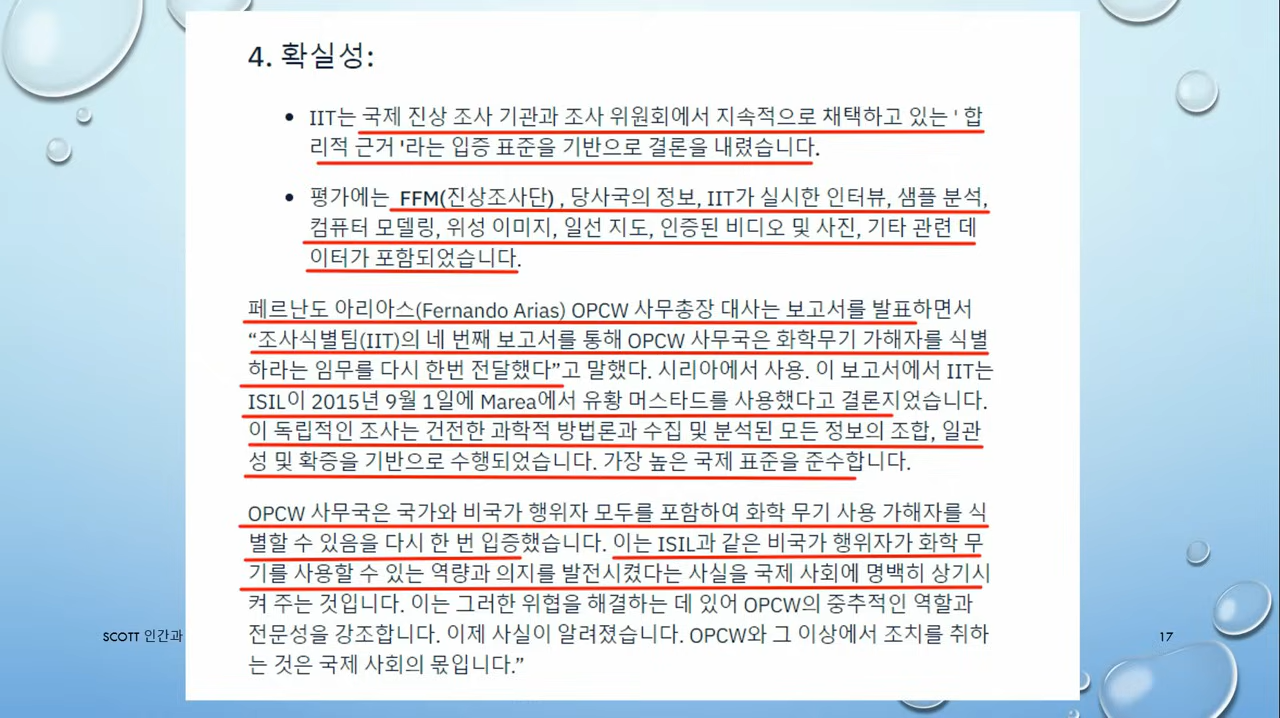 4. 확실성:
• IIT는 국제 진상 조사 기관과 조사 위원회에서 지속적으로 채택하고 있는 ' 합
리적 근거 '라는 입증 표준을 기반으로 결론을 내렸습니다.
• 평가에는 FFM(진상조사단) , 당사국의 정보, IIT가 실시한 인터뷰, 샘플 분석,
컴퓨터 모델링, 위성 이미지, 일선 지도, 인증된 비디오 및 사진, 기타 관련 데
이터가 포함되었습니다.
페르난도 아리아스(Fernando Arias) OPCW 사무총장 대사는 보고서를 발표하면서
“조사식별팀(IIT)의 네 번째 보고서를 통해 OPCW 사무국은 화학무기 가해자를 식별
하라는 임무를 다시 한번 전달했다”고 말했다. 시리아에서 사용. 이 보고서에서 IIT는
ISIL이 2015년 9월 1일에 Marea에서 유황 머스타드를 사용했다고 결론지었습니다.
이 독립적인 조사는 건전한 과학적 방법론과 수집 및 분석된 모든 정보의 조합, 일관
성 및 확증을 기반으로 수행되었습니다. 가장 높은 국제 표준을 준수합니다.
OPCW 사무국은 국가와 비국가 행위자 모두를 포함하여 화학 무기 사용 가해자를 식
별할 수 있음을 다시 한 번 입증했습니다. 이는 ISIL과 같은 비국가 행위자가 화학 무
기를 사용할 수 있는 역량과 의지를 발전시켰다는 사실을 국제 사회에 명백히 상기시
켜 주는 것입니다. 이는 그러한 위협을 해결하는 데 있어 OPCW의 중추적인 역할과
전문성을 강조합니다. 이제 사실이 알려졌습니다. OPCW와 그 이상에서 조치를 취하
는 것은 국제 사회의 몫입니다.”
SCOTT 인간과
17